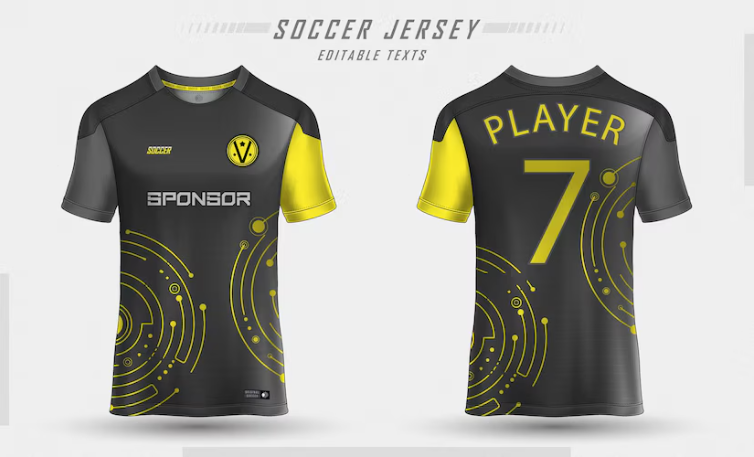 SOCCER JERSEY
EDITABLE TEXTS
SOCCER
V
SPONSOR
PLAYER
7